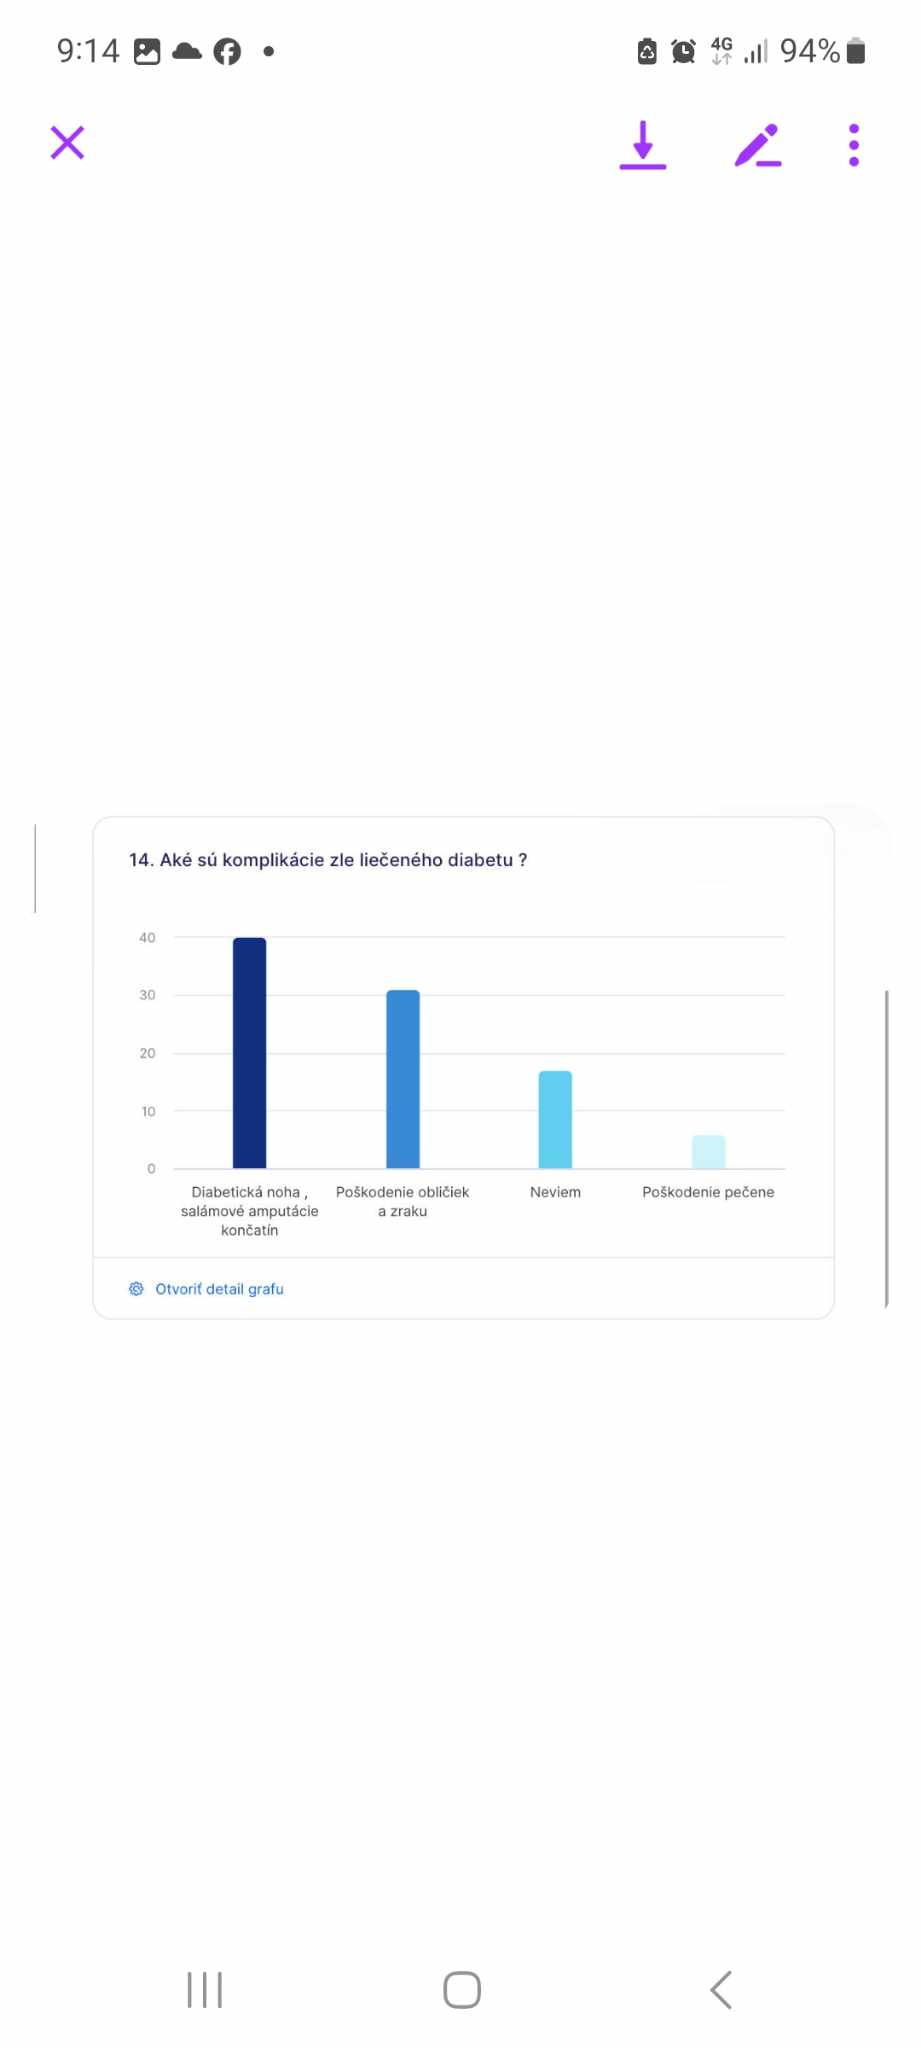 9:14
4G
94%
14. Aké sú komplikácie zle liečeného diabetu ?
40
30
20
10
0
Diabetická noha ,
salámové amputácie
končatín
Poškodenie obličiek
a zraku
Neviem
Poškodenie pečene
Otvoriť detail grafu